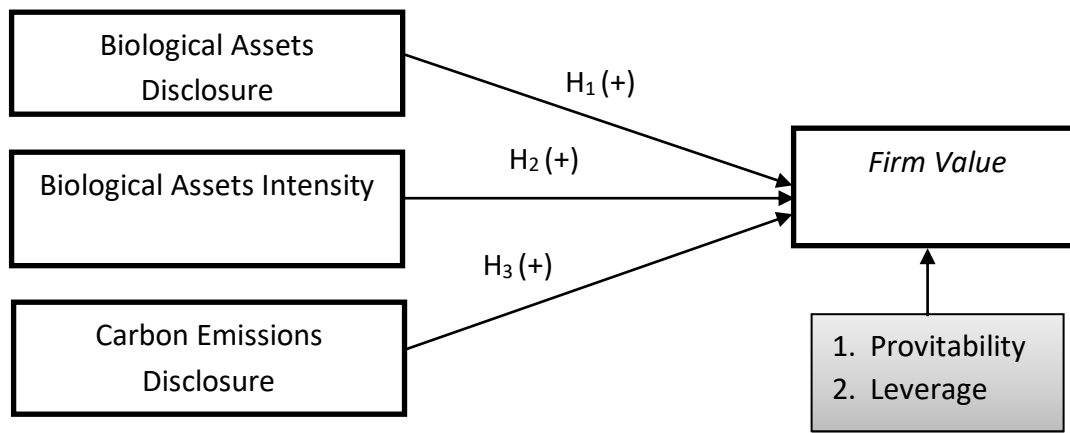 Biological Assets
Disclosure
H₁ (+)
Biological Assets Intensity
H₂ (+)
Firm Value
H₃ (+)
Carbon Emissions
Disclosure
1. Provitability
2. Leverage